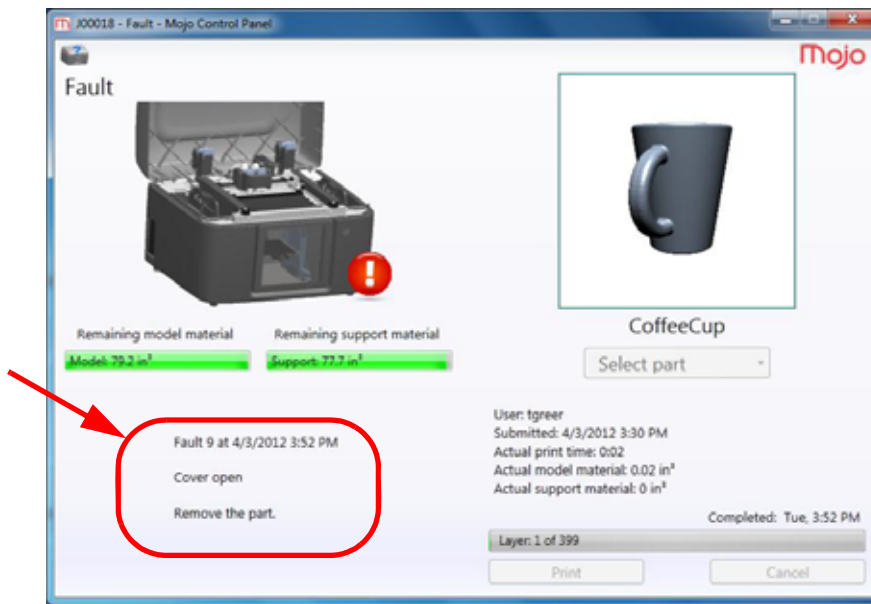 J00018 - Fault - Mojo Control Panel
mojo
Fault
Remaining model material
Remaining support material
Model: 79.2 in³
Support: 77.7 in³
CoffeeCup
Select part
Fault 9 at 4/3/2012 3:52 PM
Cover open
Remove the part.
User: tgreer
Submitted: 4/3/2012 3:30 PM
Actual print time: 0:02
Actual model material: 0.02 in³
Actual support material: 0 in³
Completed: Tue, 3:52 PM
Layer: 1 of 399
Print
Cancel